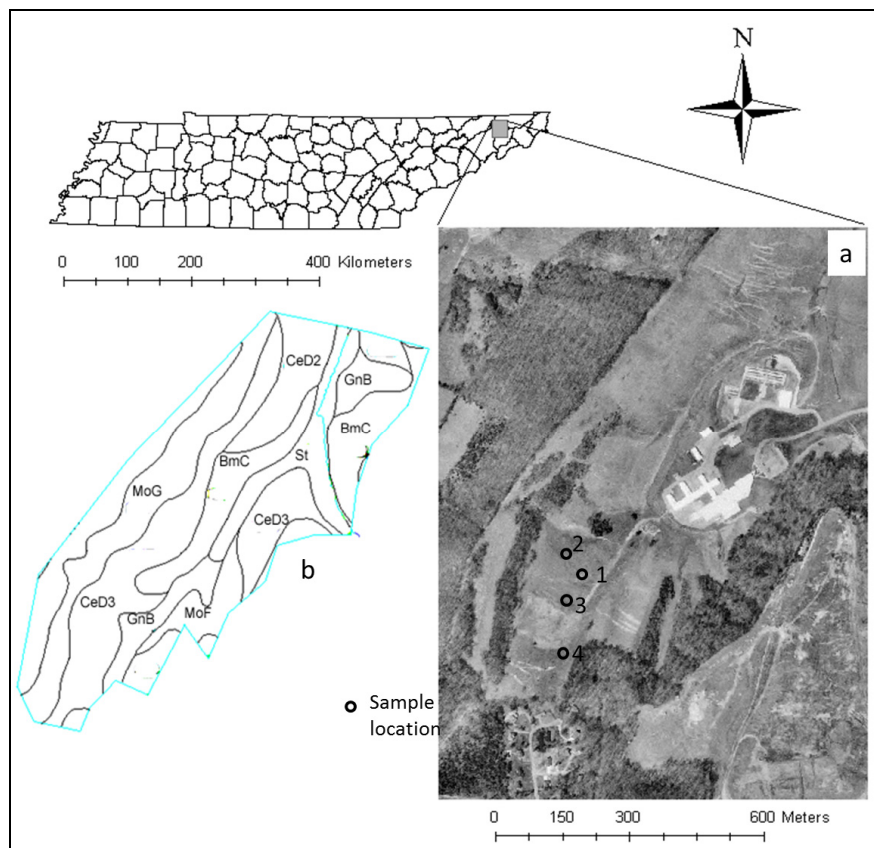 N
0 100 200 400 Kilometers
a
CeD2
GnB
BmC
BmC
St
MoG
CeD3
b
CeD3
GnB
MoF
2
1
3
4
Sample
location
0 150 300 600 Meters